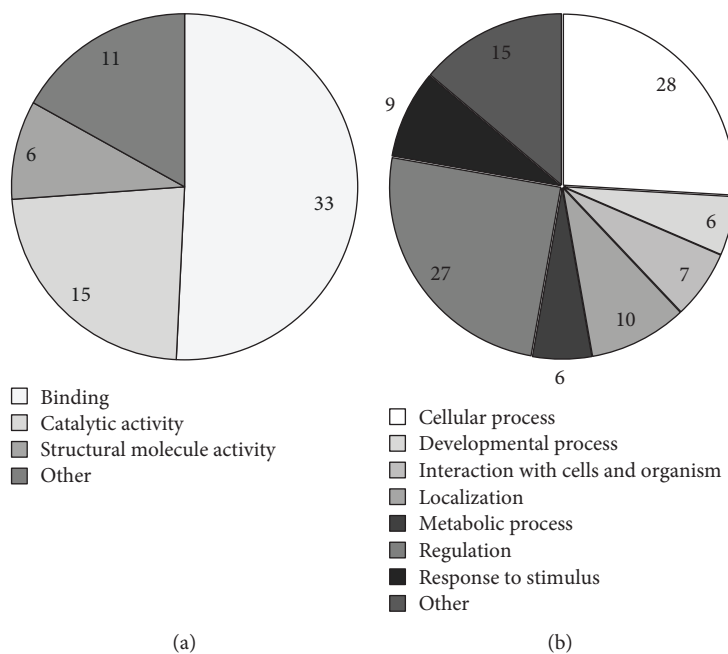 11
6
33
15
Binding
Catalytic activity
Structural molecule activity
Other
(a)
15
28
9
6
7
27
10
6
Cellular process
Developmental process
Interaction with cells and organism
Localization
Metabolic process
Regulation
Response to stimulus
Other
(b)